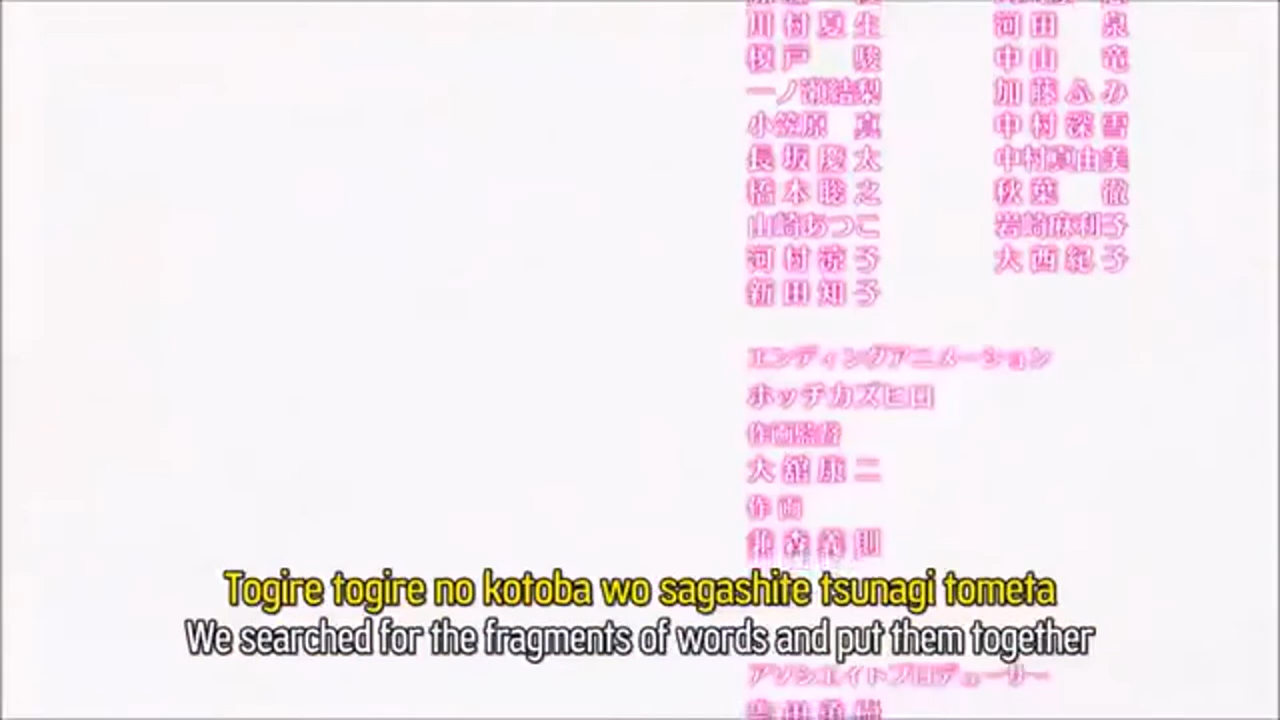 川村夏生 河田 泉
榎戸 駿 中山 竜
一ノ瀬結梨 加藤ふみ
小笠原 真 中村深雪
長坂慶太 中村真由美
橋本聡之 秋葉 徹
山崎あつこ 岩崎麻利子
河村涼子 大西紀子
新田知子
エンディングアニメーション
ホッチカズヒロ
作画監督
大舘康二
作画
Togire togire no kotoba wo sagashite tsunagi tometa
We searched for the fragments of words and put them together
アソシエイトプロデューサー